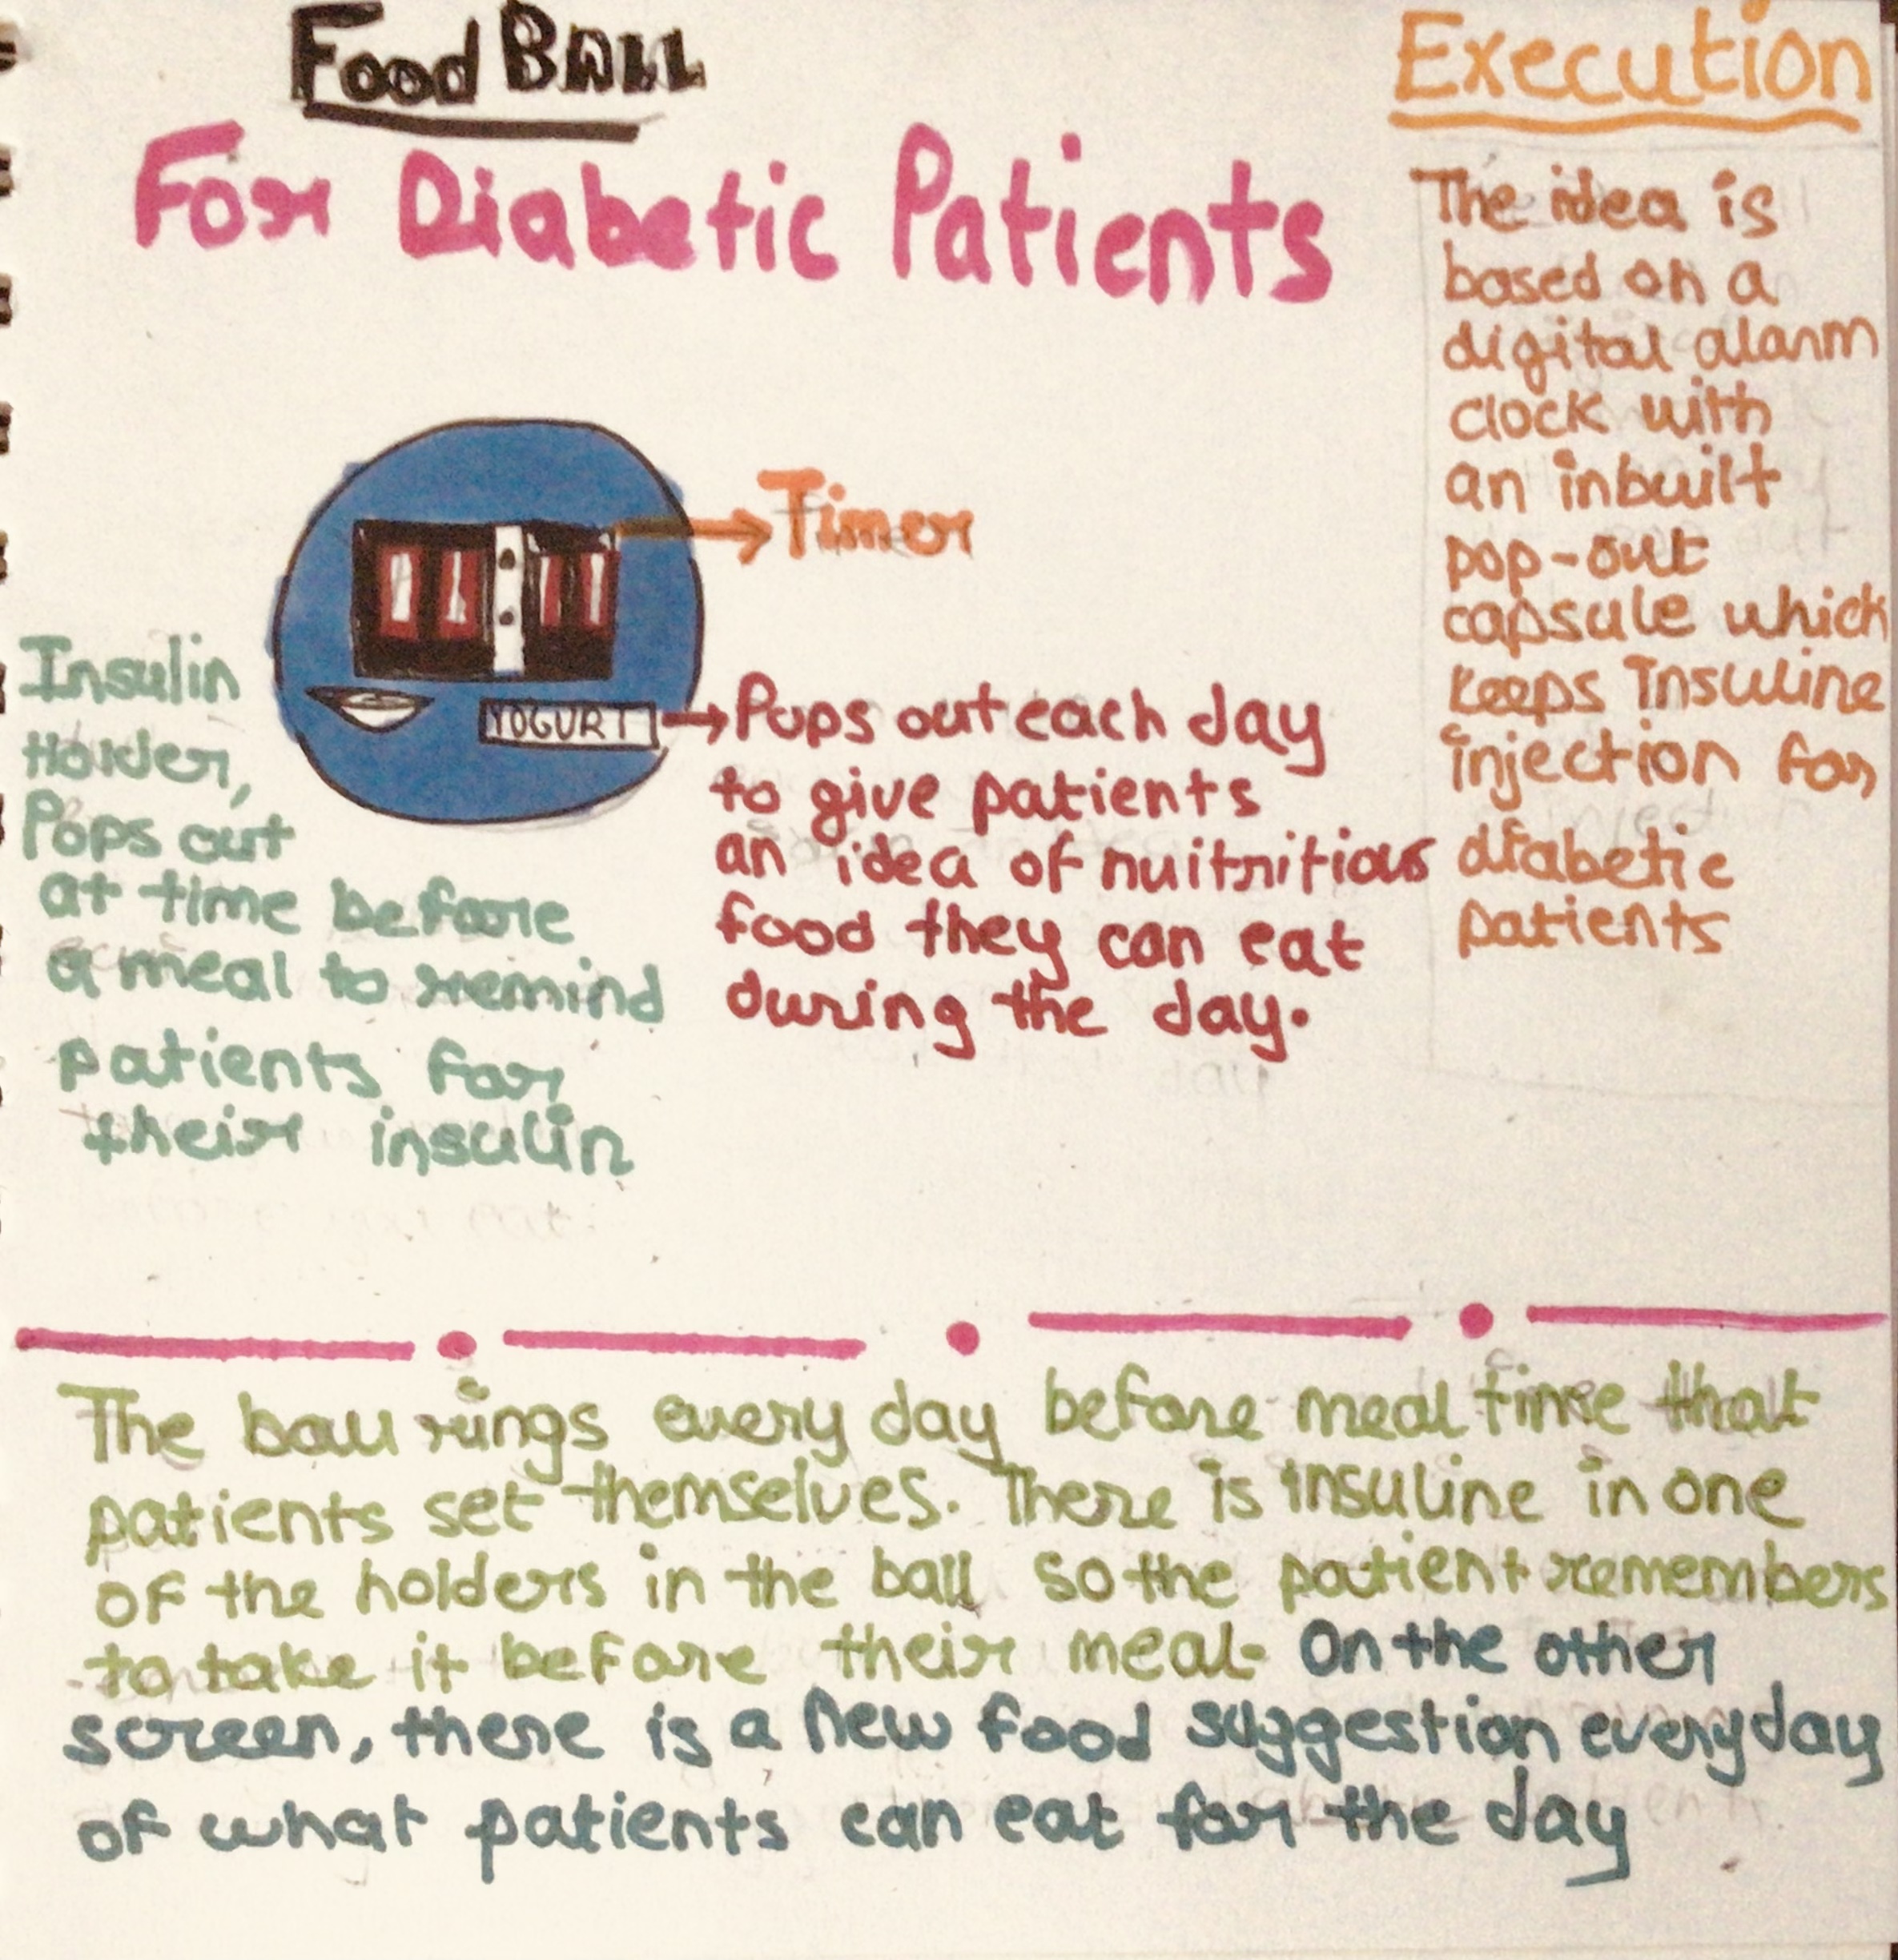 Food BALL
For Diabetic Patients
Timer
YOGURT
Insulin
Holder,
Pops out
at time before
a meal to remind
patients for
their insulin
Pops out each day
to give patients
an idea of nuitritious
food they can eat
during the day.
Execution
The idea is
based on a
digital alarm
clock with
an inbuilt
pop-out
capsule which
keeps Insuline
injection for
diabetic
patients
The ball rings every day before meal time that
patients set themselves. There is insuline in one
of the holders in the ball so the patient remembers
to take it before their meal. On the other
screen, there is a new food suggestion everyday
of what patients can eat for the day